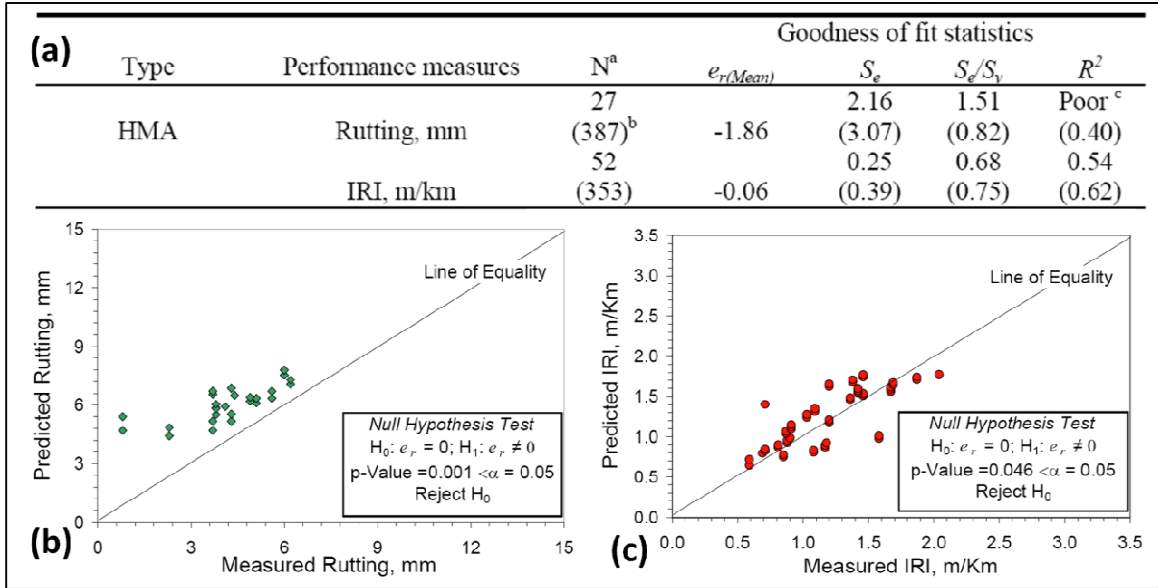 (a)
Goodness of fit statistics
Type Performance measures Nᵃ e_r(Mean) S_e S_e/S_y R²
27 2.16 1.51 Poor ᶜ
HMA Rutting, mm (387)ᵇ -1.86 (3.07) (0.82) (0.40)
52 0.25 0.68 0.54
IRI, m/km (353) -0.06 (0.39) (0.75) (0.62)
15
12
9
6
3
0
Predicted Rutting, mm
Line of Equality
Null Hypothesis Test
H₀: e_r = 0; H₁: e_r ≠ 0
p-Value =0.001 <α = 0.05
Reject H₀
0 3 6 9 12 15
(b)
Measured Rutting, mm
3.5
3.0
2.5
2.0
1.5
1.0
0.5
0.0
Predicted IRI, m/Km
Line of Equality
Null Hypothesis Test
H₀: e_r = 0; H₁: e_r ≠ 0
p-Value =0.046 <α = 0.05
Reject H₀
0.0 0.5 1.0 1.5 2.0 2.5 3.0 3.5
(c)
Measured IRI, m/Km